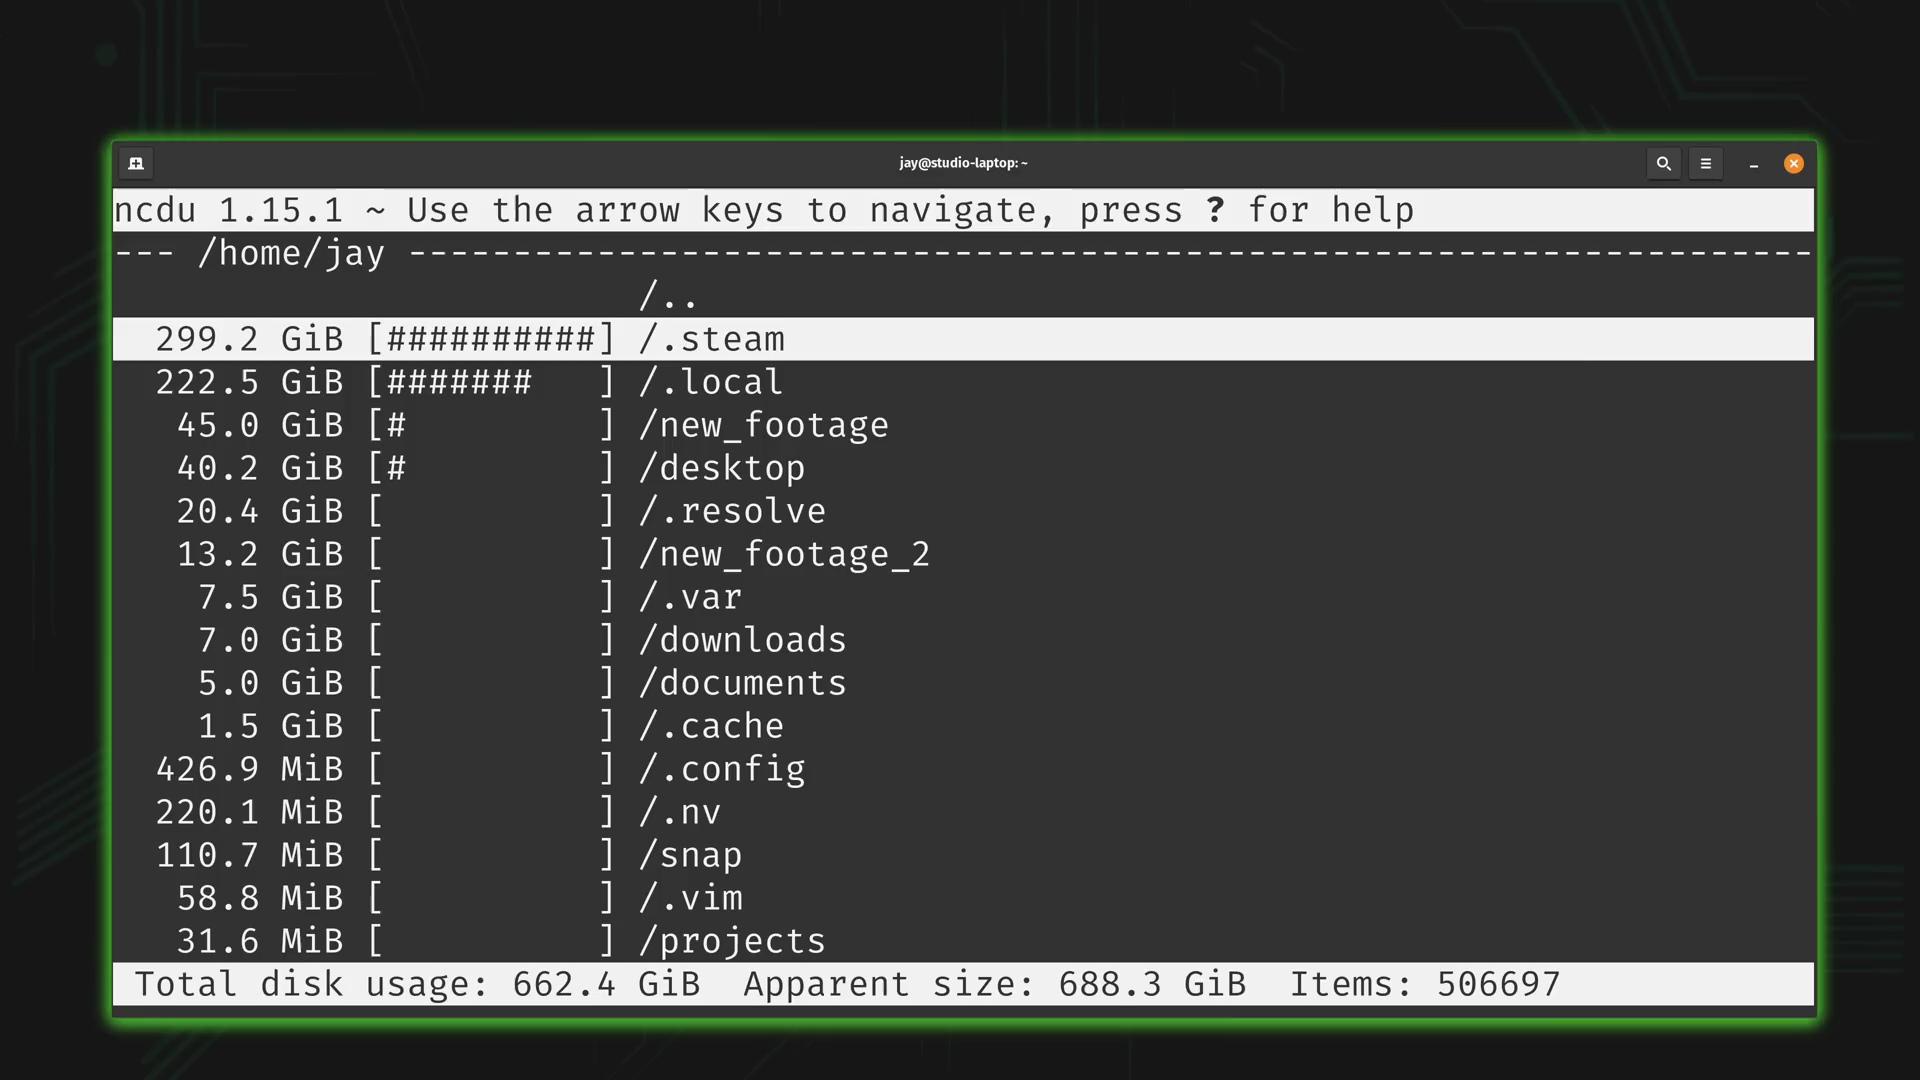 jay@studio-laptop: ~
ncdu 1.15.1 ~ Use the arrow keys to navigate, press ? for help
--- /home/jay -------------------------------------------------------------------
/..
299.2 GiB [##########] /.steam
222.5 GiB [#######   ] /.local
45.0 GiB [#         ] /new_footage
40.2 GiB [#         ] /desktop
20.4 GiB [          ] /.resolve
13.2 GiB [          ] /new_footage_2
7.5 GiB [          ] /.var
7.0 GiB [          ] /downloads
5.0 GiB [          ] /documents
1.5 GiB [          ] /.cache
426.9 MiB [          ] /.config
220.1 MiB [          ] /.nv
110.7 MiB [          ] /snap
58.8 MiB [          ] /.vim
31.6 MiB [          ] /projects
Total disk usage: 662.4 GiB  Apparent size: 688.3 GiB  Items: 506697